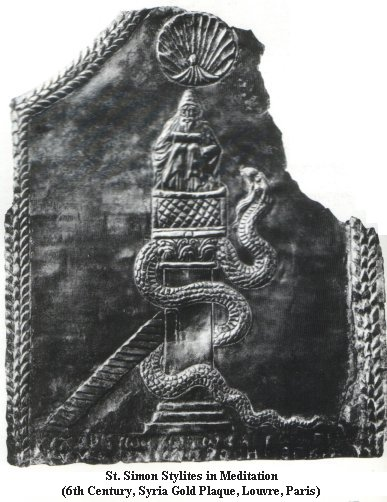 St. Simon Stylites in Meditation
(6th Century, Syria Gold Plaque, Louvre, Paris)